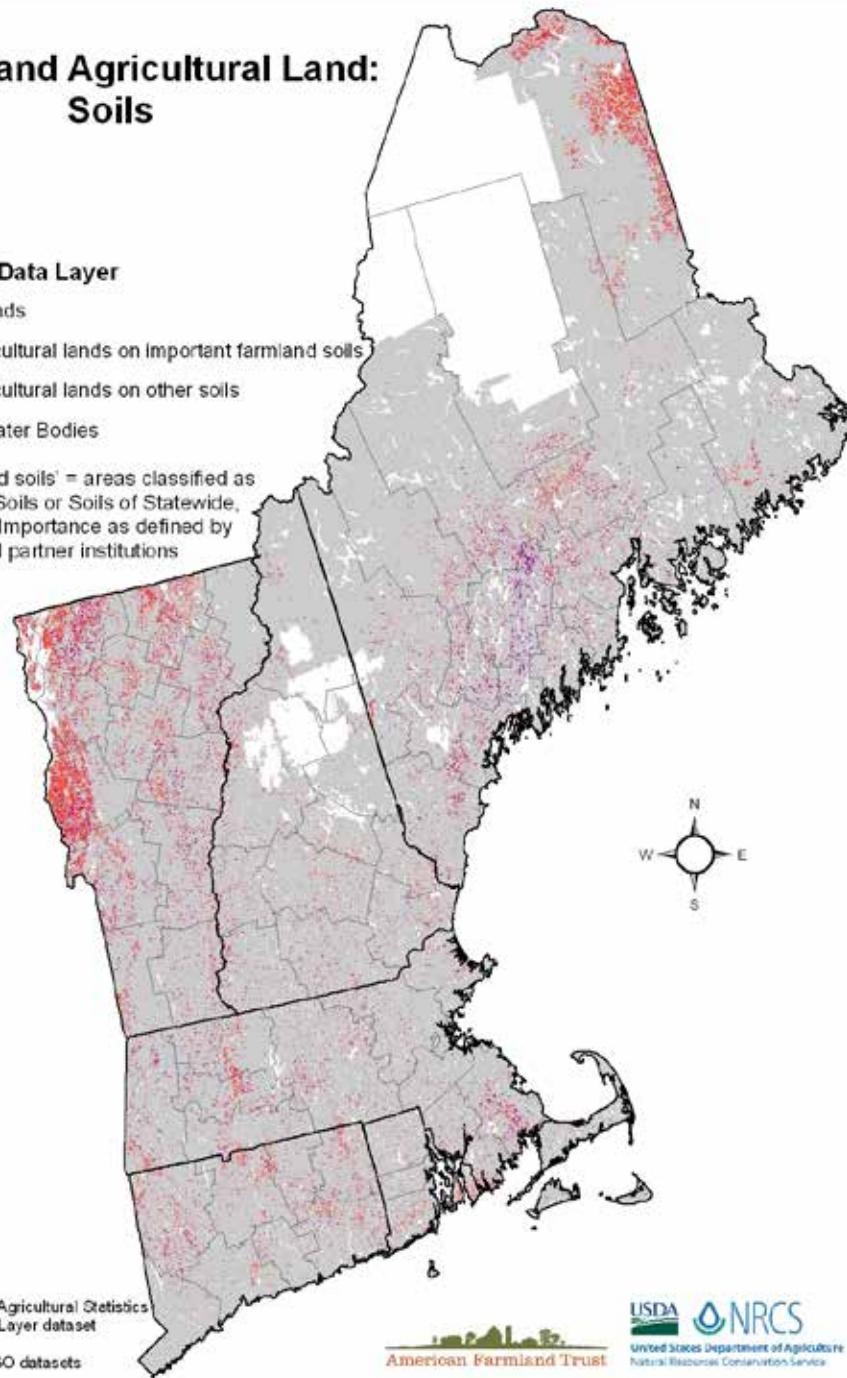 and Agricultural Land:
Soils
Data Layer
nds
cultural lands on important farmland soils
cultural lands on other soils
ater Bodies
d soils' = areas classified as
Soils or Soils of Statewide,
Importance as defined by
partner institutions
N
W E
S
Agricultural Statistics
Layer dataset
GO datasets
American Farmland Trust
USDA NRCS
United States Department of Agriculture
Natural Resources Conservation Service